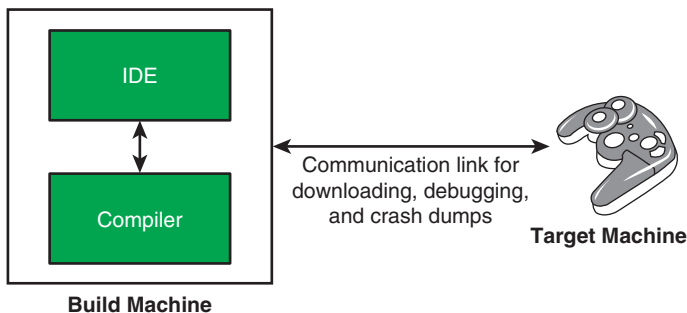 IDE
Compiler
Build Machine
Communication link for
downloading, debugging,
and crash dumps
Target Machine